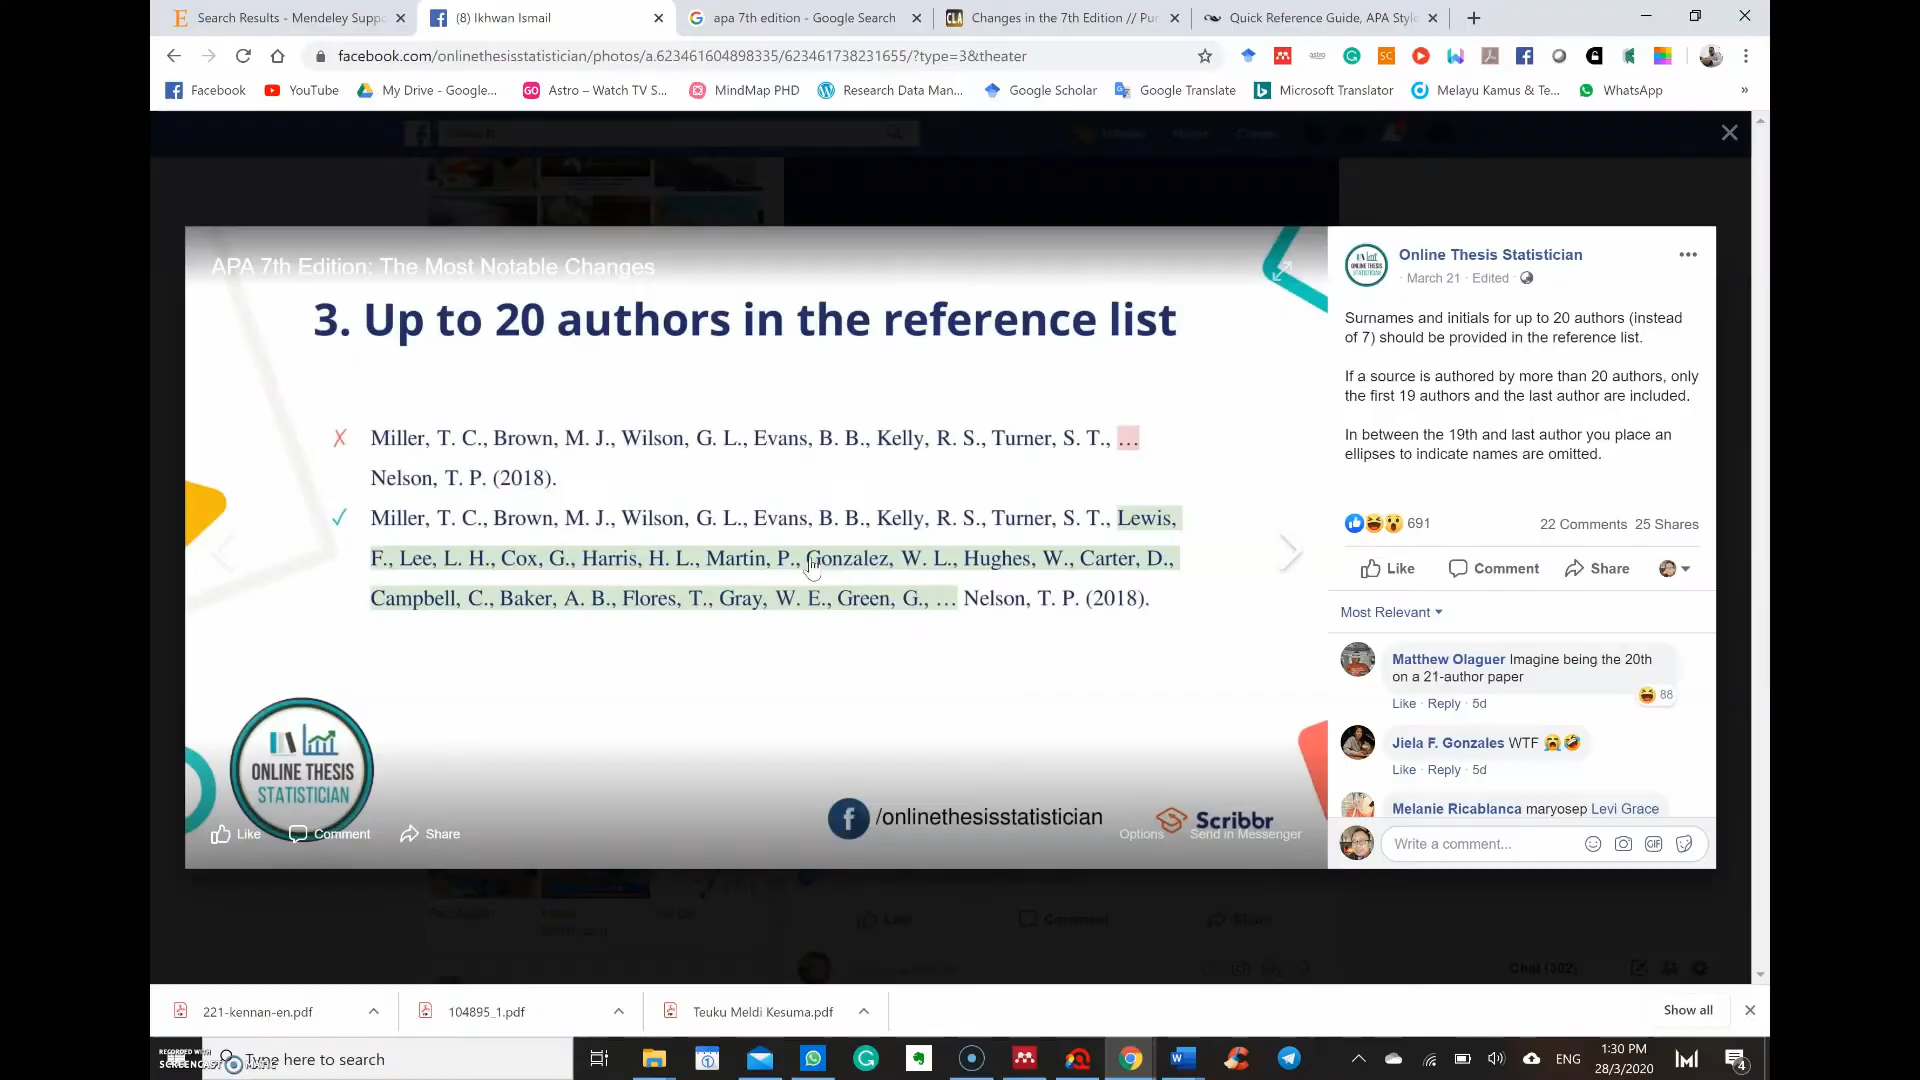 Search Results - Mendeley Suppo
(8) Ikhwan Ismail
apa 7th edition - Google Search
Changes in the 7th Edition // Pur
Quick Reference Guide, APA Style
facebook.com/onlinethesisstatistician/photos/a.623461604898335/623461738231655/?type=3&theater
Facebook
YouTube
My Drive - Google...
Astro – Watch TV S...
MindMap PHD
Research Data Man...
Google Scholar
Google Translate
Microsoft Translator
Melayu Kamus & Te...
WhatsApp
»
APA 7th Edition: The Most Notable Changes
3. Up to 20 authors in the reference list
✗ Miller, T. C., Brown, M. J., Wilson, G. L., Evans, B. B., Kelly, R. S., Turner, S. T., …
Nelson, T. P. (2018).
✓ Miller, T. C., Brown, M. J., Wilson, G. L., Evans, B. B., Kelly, R. S., Turner, S. T., Lewis,
F., Lee, L. H., Cox, G., Harris, H. L., Martin, P., Gonzalez, W. L., Hughes, W., Carter, D.,
Campbell, C., Baker, A. B., Flores, T., Gray, W. E., Green, G., … Nelson, T. P. (2018).
ONLINE THESIS
STATISTICIAN
/onlinethesisstatistician
Scribbr
Like
Comment
Share
Options
Send in Messenger
Online Thesis Statistician
March 21 · Edited ·
Surnames and initials for up to 20 authors (instead
of 7) should be provided in the reference list.
If a source is authored by more than 20 authors, only
the first 19 authors and the last author are included.
In between the 19th and last author you place an
ellipses to indicate names are omitted.
691
22 Comments 25 Shares
Like
Comment
Share
Most Relevant
Matthew Olaguer Imagine being the 20th
on a 21-author paper
88
Like · Reply · 5d
Jiela F. Gonzales WTF 😭🤣
Like · Reply · 5d
Melanie Ricablanca maryosep Levi Grace
Write a comment...
GIF
Like
Comment
Share
Chat (302)
221-kennan-en.pdf
104895_1.pdf
Teuku Meldi Kesuma.pdf
Show all
RECORDED WITH
SCREENCAST
MATIC
Type here to search
ENG
1:30 PM
28/3/2020
4